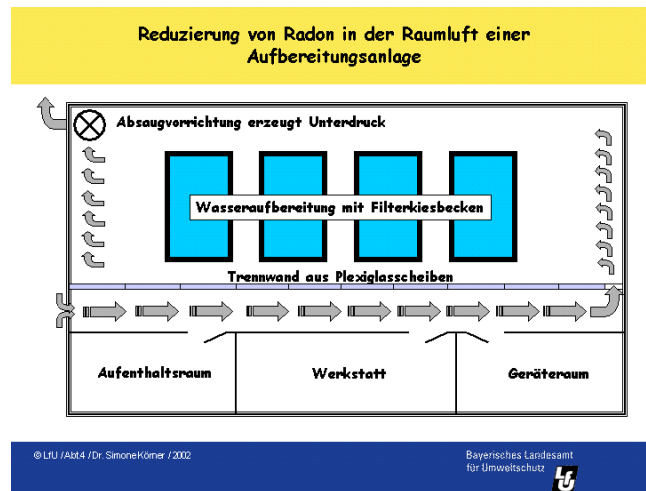 Reduzierung von Radon in der Raumluft einer
Aufbereitungsanlage
Absaugvorrichtung erzeugt Unterdruck
Wasseraufbereitung mit Filterkiesbecken
Trennwand aus Plexiglasscheiben
Aufenthaltsraum
Werkstatt
Geräteraum
© LfU / Abt.4 / Dr. Simone Körner / 2002
Bayerisches Landesamt
für Umweltschutz
LfU